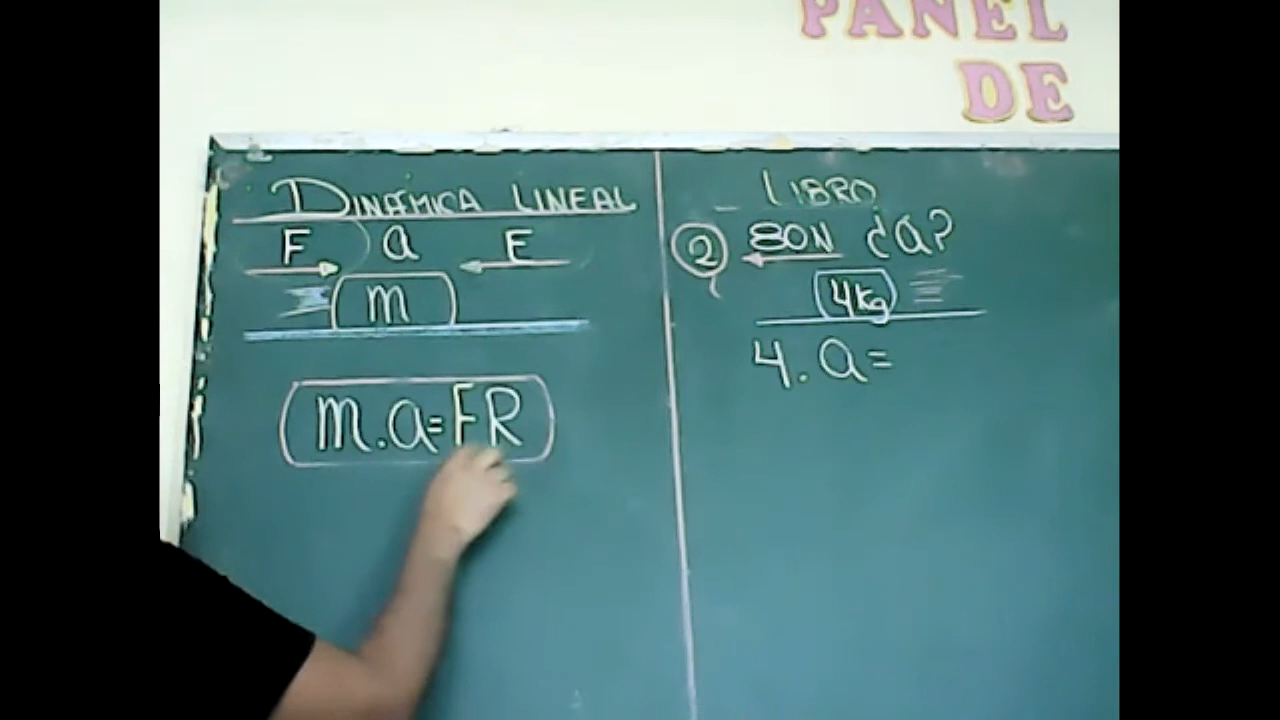 PANEL
DE
DINÁMICA LINEAL
F a F
m
m.a=FR
LIBRO
2 80N ¿a?
4Kg
4.a=